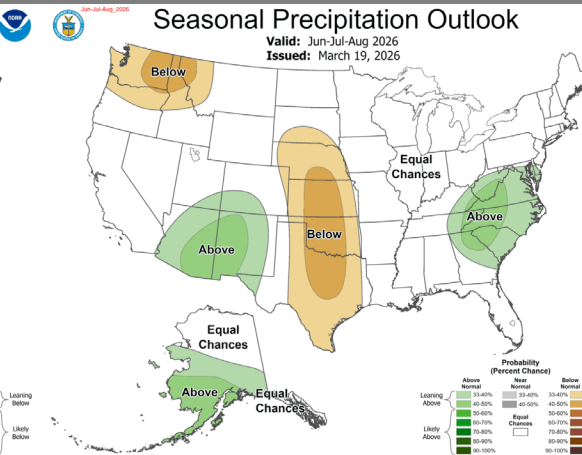 Jun-Jul-Aug_2026
NOAA
Seasonal Precipitation Outlook
Valid: Jun-Jul-Aug 2026
Issued: March 19, 2026
Below
Equal
Chances
Above
Above
Below
Equal
Chances
Above
Equal
Chances
Probability
(Percent Chance)
Above
Normal
Near
Normal
Below
Normal
Leaning
Above
33-40%
40-50%
50-60%
60-70%
70-80%
80-90%
90-100%
Likely
Above
33-40%
40-50%
Equal
Chances
33-40%
40-50%
50-60%
60-70%
70-80%
80-90%
90-100%
Leaning
Below
Likely
Below